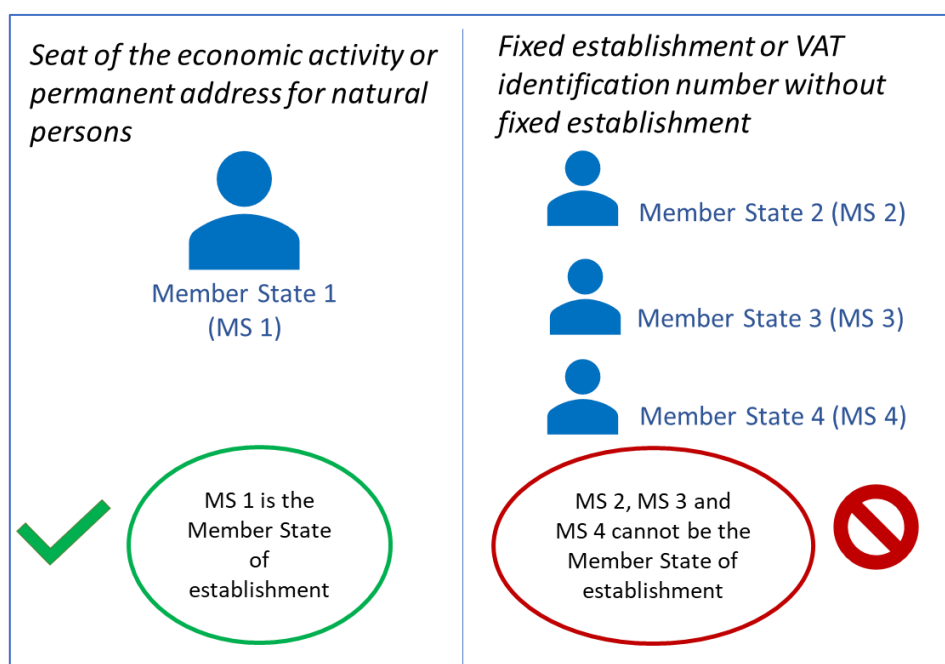 Seat of the economic activity or
permanent address for natural
persons
Member State 1
(MS 1)
MS 1 is the
Member State
of
establishment
Fixed establishment or VAT
identification number without
fixed establishment
Member State 2 (MS 2)
Member State 3 (MS 3)
Member State 4 (MS 4)
MS 2, MS 3 and
MS 4 cannot be the
Member State of
establishment